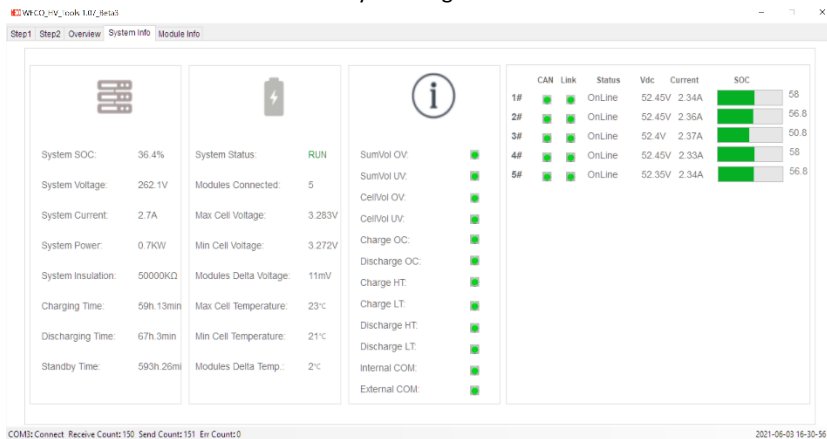 WFCO_HV_Tools 1.07_Beta3
Step1 Step2 Overview System Info Module Info
System SOC: 36.4%
System Voltage: 262.1V
System Current: 2.7A
System Power: 0.7KW
System Insulation: 50000KΩ
Charging Time: 59h.13min
Discharging Time: 67h.3min
Standby Time: 593h.26mi
System Status: RUN
Modules Connected: 5
Max Cell Voltage: 3.283V
Min Cell Voltage: 3.272V
Modules Delta Voltage: 11mV
Max Cell Temperature: 23℃
Min Cell Temperature: 21℃
Modules Delta Temp.: 2℃
i
SumVol OV:
SumVol UV:
CellVol OV:
CellVol UV:
Charge OC:
Discharge OC:
Charge HT:
Charge LT:
Discharge HT:
Discharge LT:
Internal COM:
External COM:
CAN Link Status Vdc Current SOC
1# OnLine 52.45V 2.34A 58
2# OnLine 52.45V 2.36A 56.8
3# OnLine 52.4V 2.37A 50.8
4# OnLine 52.45V 2.33A 58
5# OnLine 52.35V 2.34A 56.8
COM3: Connect Receive Count: 150 Send Count: 151 Err Count: 0 2021-06-03 16-30-56